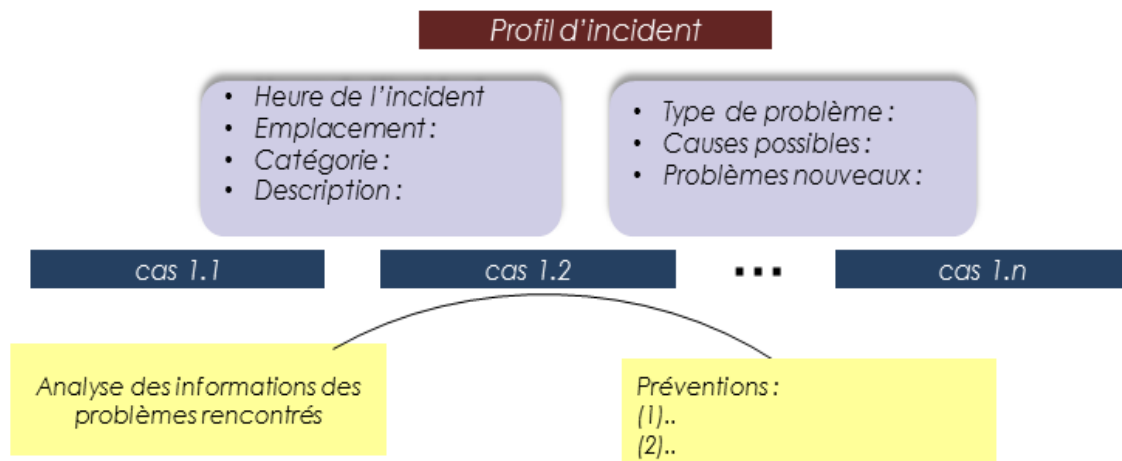 Profil d'incident
• Heure de l'incident
• Emplacement :
• Catégorie :
• Description :
• Type de problème :
• Causes possibles :
• Problèmes nouveaux :
cas 1.1
cas 1.2
...
cas 1.n
Analyse des informations des
problèmes rencontrés
Préventions :
(1)..
(2)..